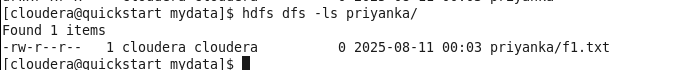 [cloudera@quickstart mydata]$ hdfs dfs -ls priyanka/
Found 1 items
-rw-r--r--   1 cloudera cloudera          0 2025-08-11 00:03 priyanka/f1.txt
[cloudera@quickstart mydata]$